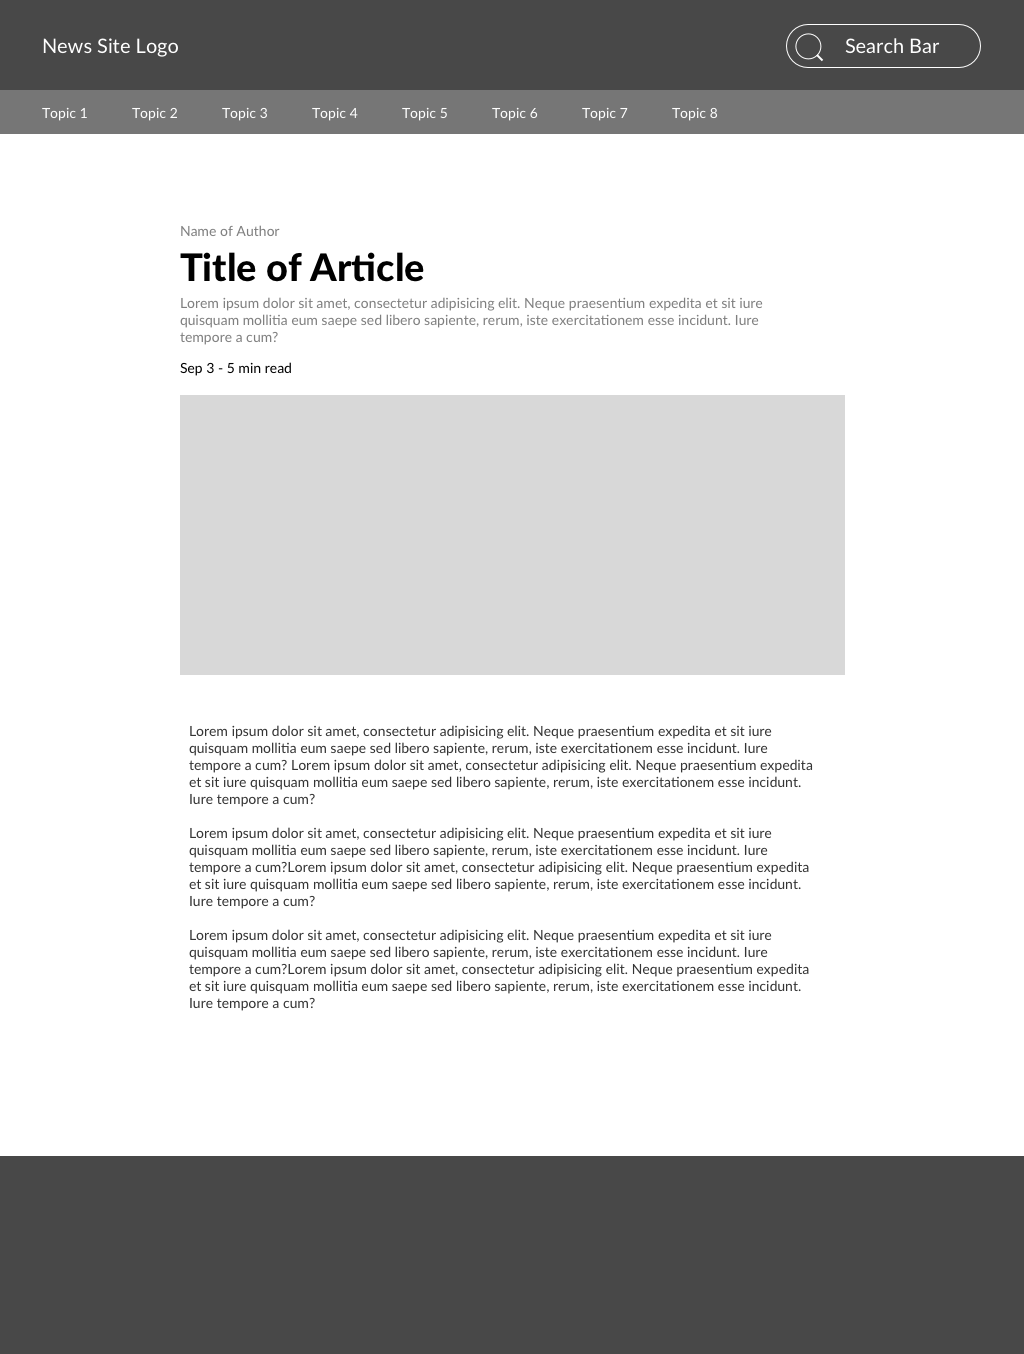 News Site Logo
Search Bar
Topic 1 Topic 2 Topic 3 Topic 4 Topic 5 Topic 6 Topic 7 Topic 8
Name of Author
Title of Article
Lorem ipsum dolor sit amet, consectetur adipisicing elit. Neque praesentium expedita et sit iure
quisquam mollitia eum saepe sed libero sapiente, rerum, iste exercitationem esse incidunt. Iure
tempore a cum?
Sep 3 - 5 min read
Lorem ipsum dolor sit amet, consectetur adipisicing elit. Neque praesentium expedita et sit iure
quisquam mollitia eum saepe sed libero sapiente, rerum, iste exercitationem esse incidunt. Iure
tempore a cum? Lorem ipsum dolor sit amet, consectetur adipisicing elit. Neque praesentium expedita
et sit iure quisquam mollitia eum saepe sed libero sapiente, rerum, iste exercitationem esse incidunt.
Iure tempore a cum?
Lorem ipsum dolor sit amet, consectetur adipisicing elit. Neque praesentium expedita et sit iure
quisquam mollitia eum saepe sed libero sapiente, rerum, iste exercitationem esse incidunt. Iure
tempore a cum?Lorem ipsum dolor sit amet, consectetur adipisicing elit. Neque praesentium expedita
et sit iure quisquam mollitia eum saepe sed libero sapiente, rerum, iste exercitationem esse incidunt.
Iure tempore a cum?
Lorem ipsum dolor sit amet, consectetur adipisicing elit. Neque praesentium expedita et sit iure
quisquam mollitia eum saepe sed libero sapiente, rerum, iste exercitationem esse incidunt. Iure
tempore a cum?Lorem ipsum dolor sit amet, consectetur adipisicing elit. Neque praesentium expedita
et sit iure quisquam mollitia eum saepe sed libero sapiente, rerum, iste exercitationem esse incidunt.
Iure tempore a cum?